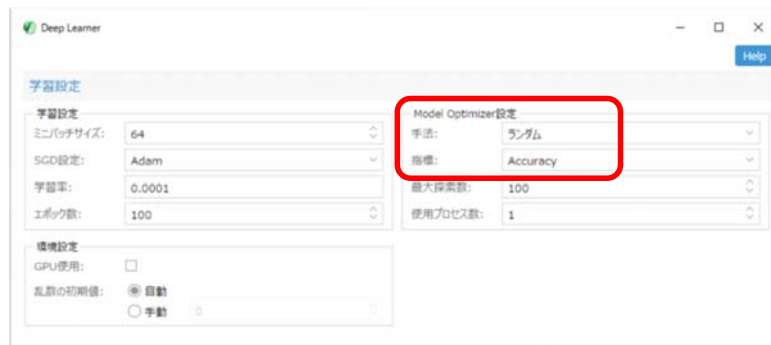 Deep Learner
Help
学習設定
学習設定
ミニバッチサイズ: 64
SGD設定: Adam
学習率: 0.0001
エポック数: 100
Model Optimizer設定
手法: ランダム
指標: Accuracy
最大探索数: 100
使用プロセス数: 1
環境設定
GPU使用:
乱数の初期値: 自動
手動 0